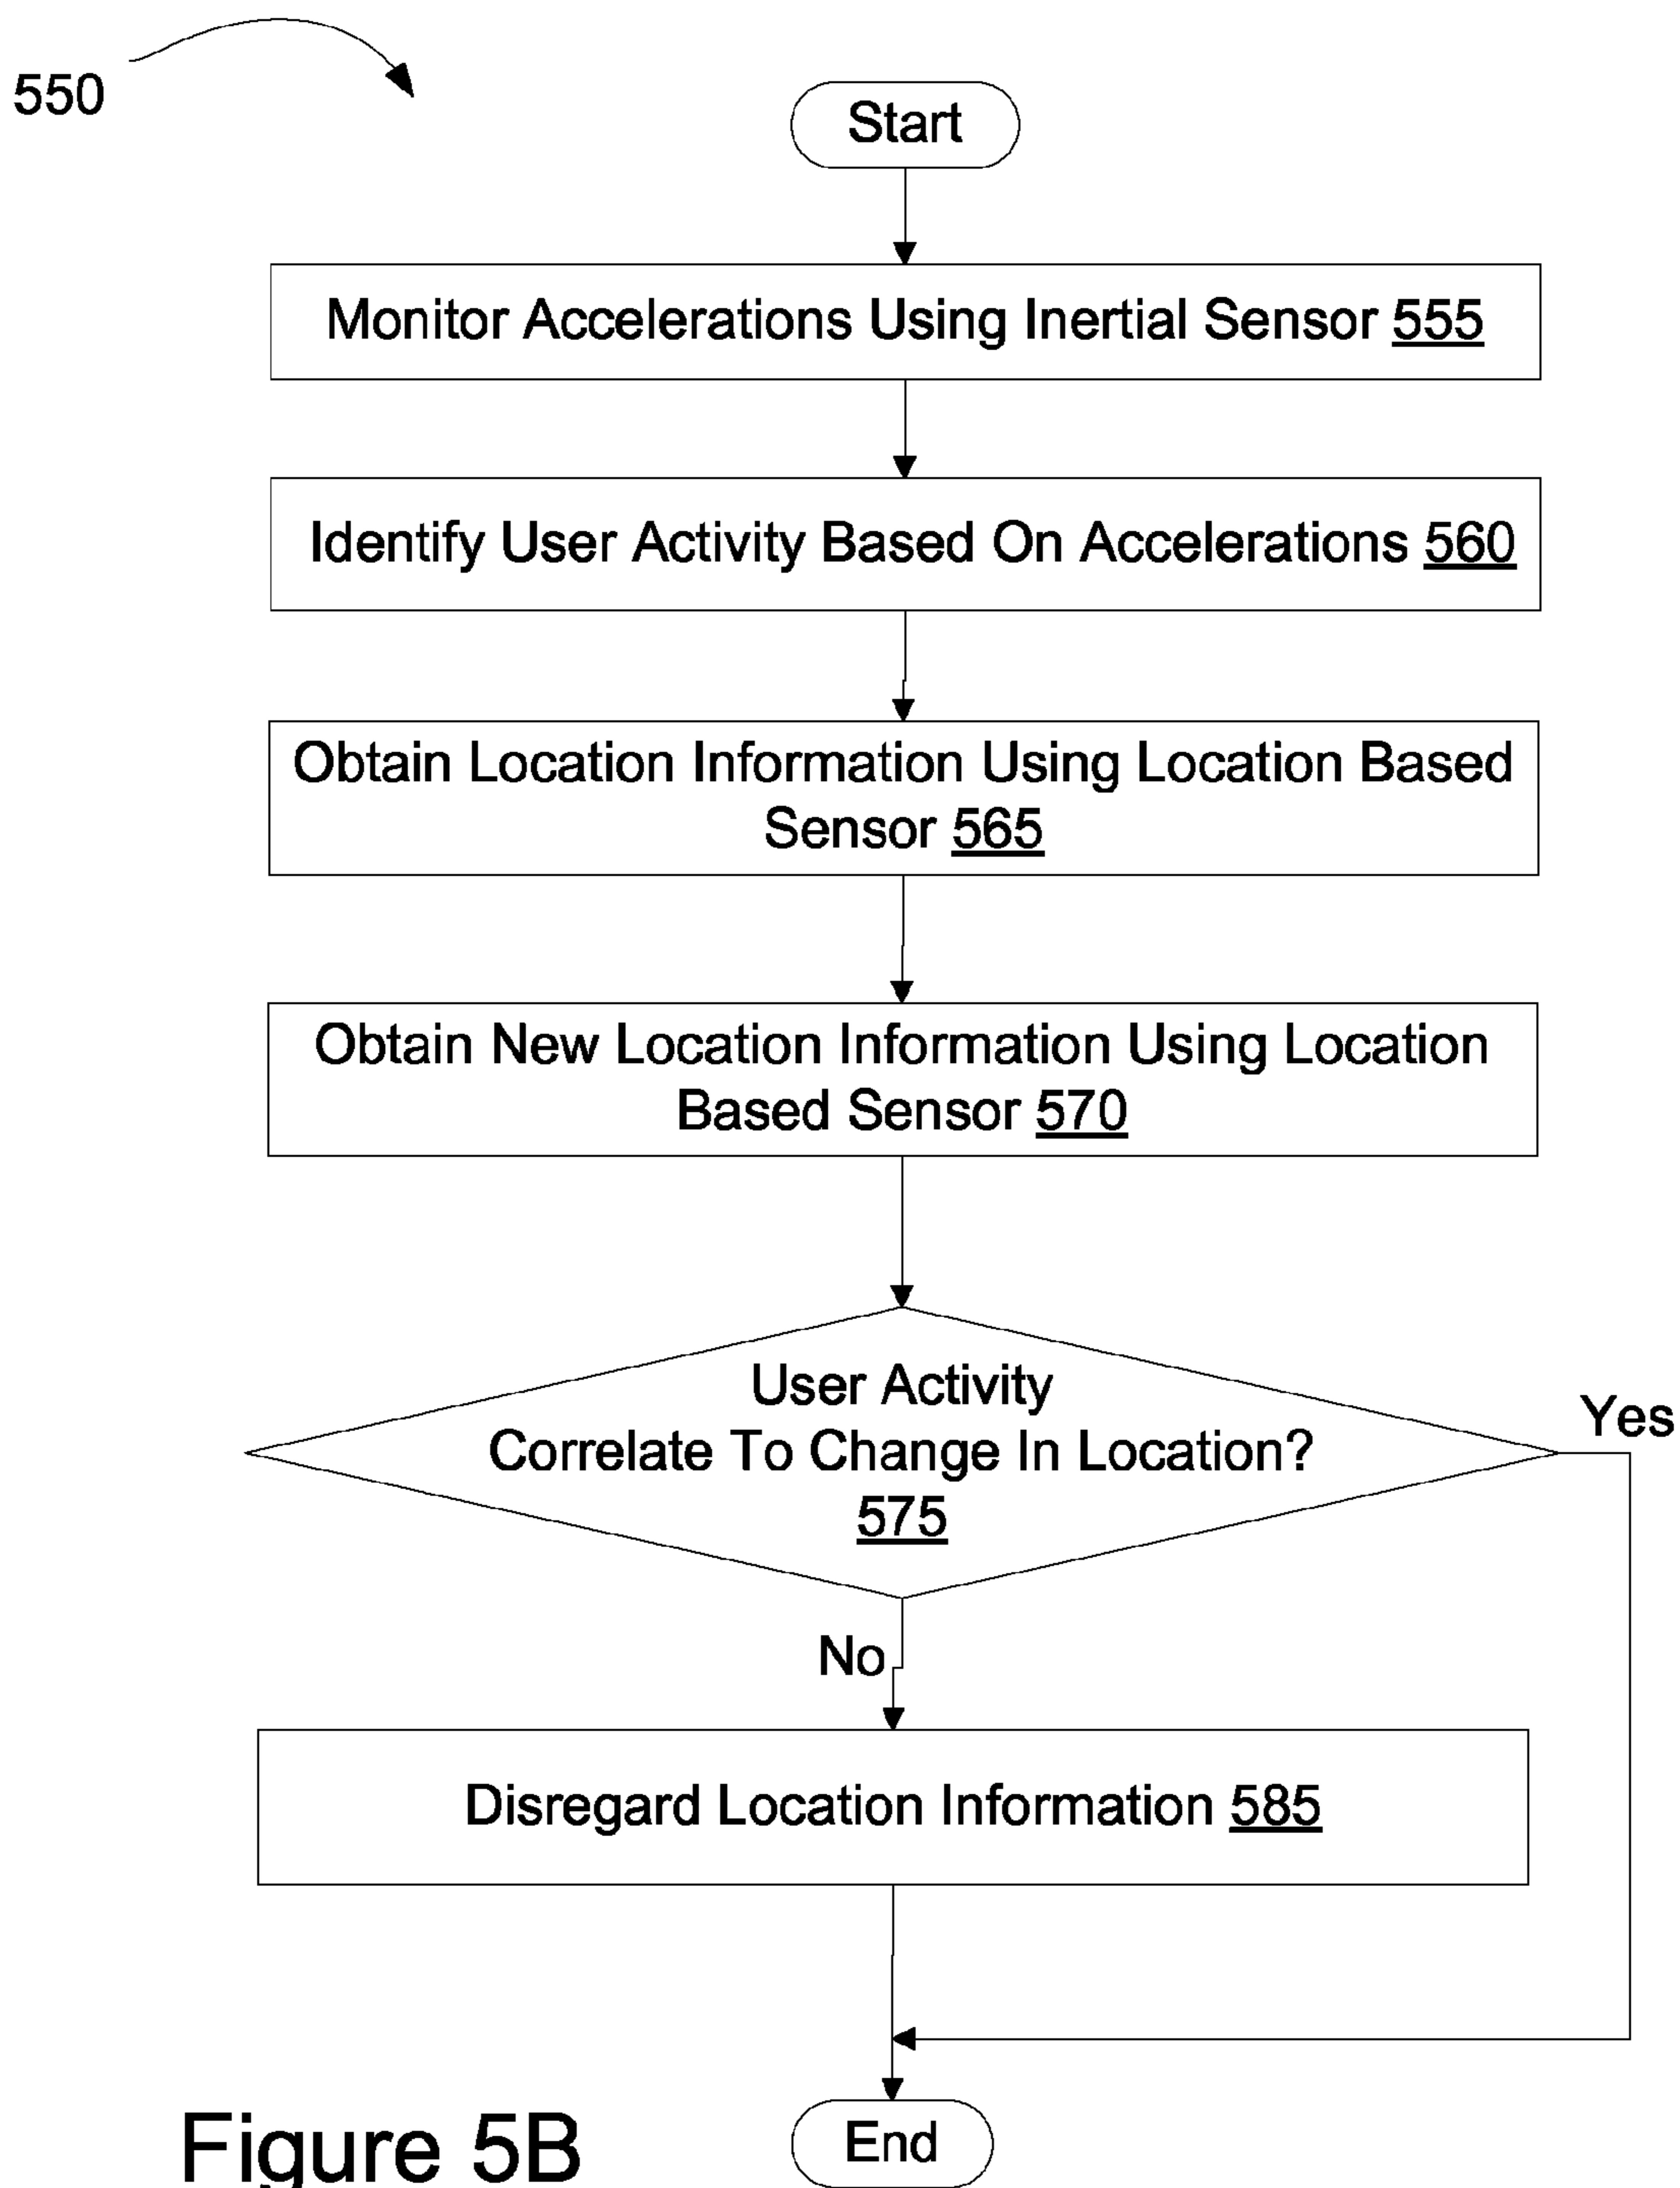 550
Start
Monitor Accelerations Using Inertial Sensor 555
Identify User Activity Based On Accelerations 560
Obtain Location Information Using Location Based
Sensor 565
Obtain New Location Information Using Location
Based Sensor 570
User Activity
Correlate To Change In Location?
575
Yes
No
Disregard Location Information 585
End
Figure 5B